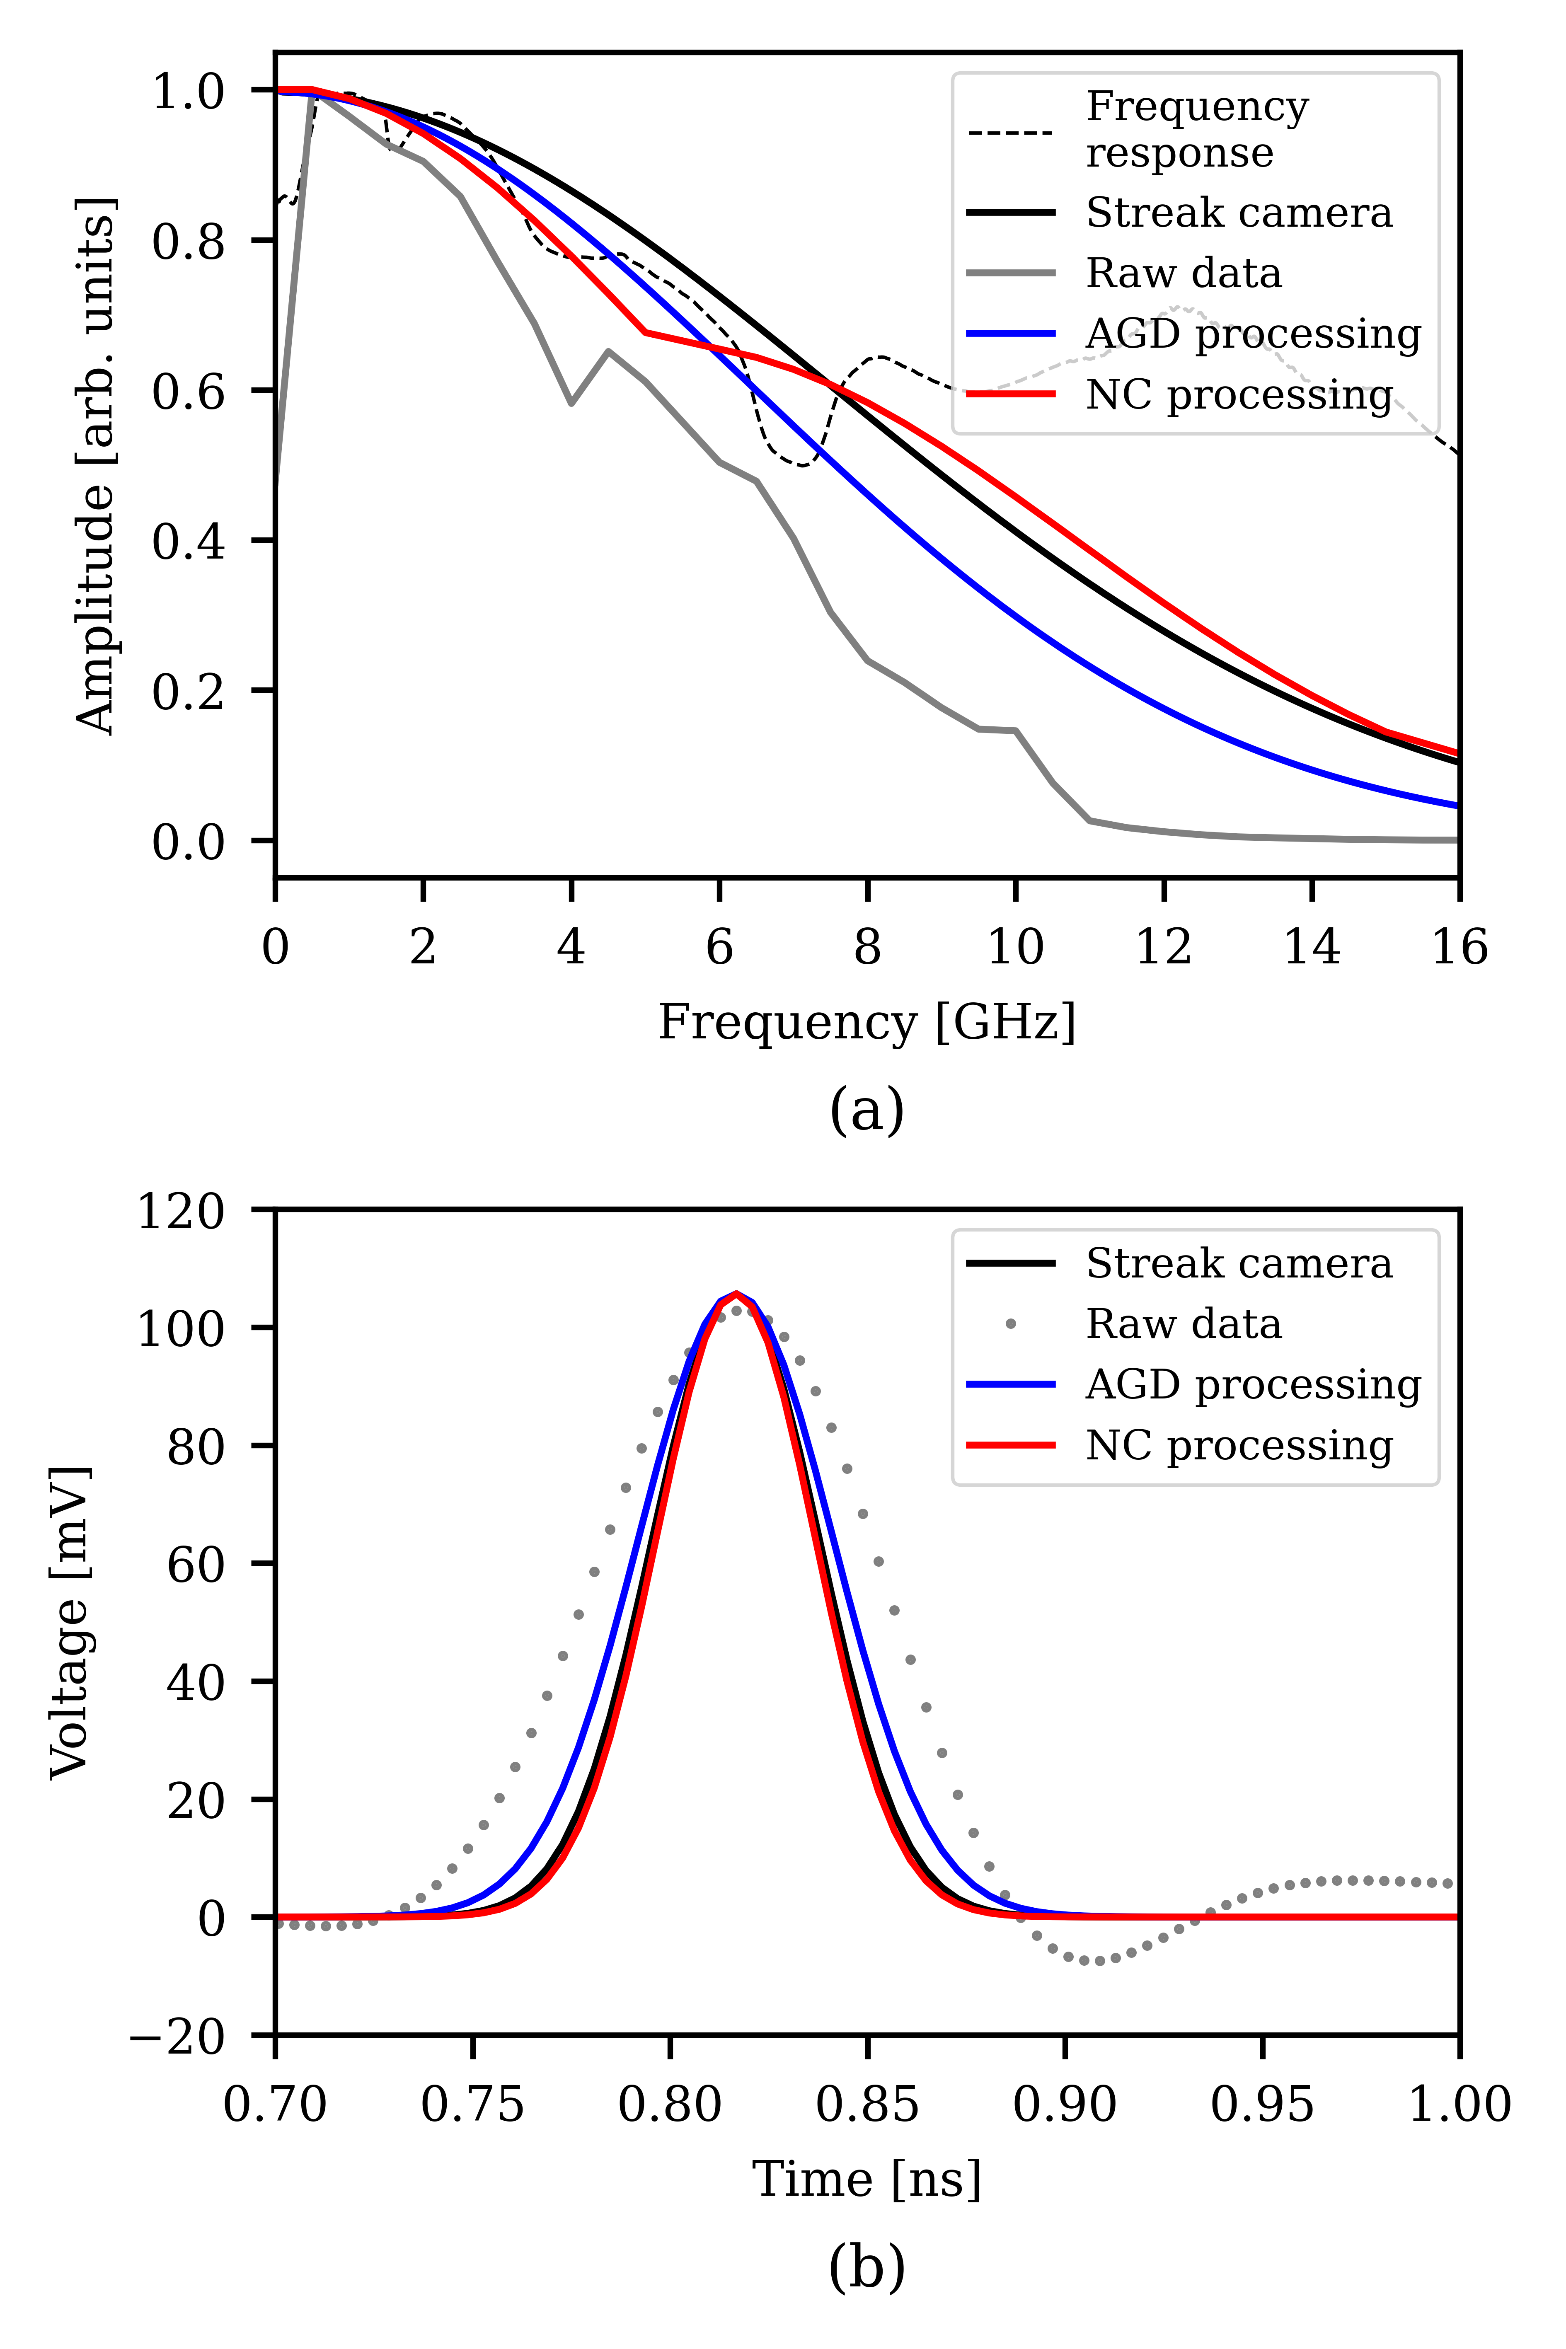 1.0
0.8
0.6
0.4
0.2
0.0
Amplitude [arb. units]
Frequency
response
Streak camera
Raw data
AGD processing
NC processing
0 2 4 6 8 10 12 14 16
Frequency [GHz]
(a)
120
100
80
60
40
20
0
−20
Voltage [mV]
Streak camera
Raw data
AGD processing
NC processing
0.70 0.75 0.80 0.85 0.90 0.95 1.00
Time [ns]
(b)